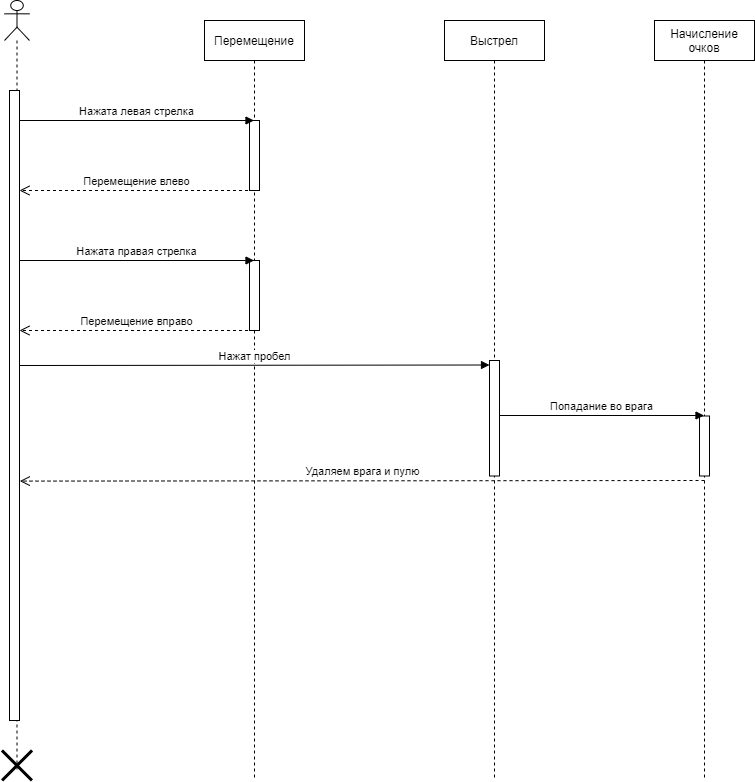 Перемещение
Выстрел
Начисление
очков
Нажата левая стрелка
Перемещение влево
Нажата правая стрелка
Перемещение вправо
Нажат пробел
Попадание во врага
Удаляем врага и пулю